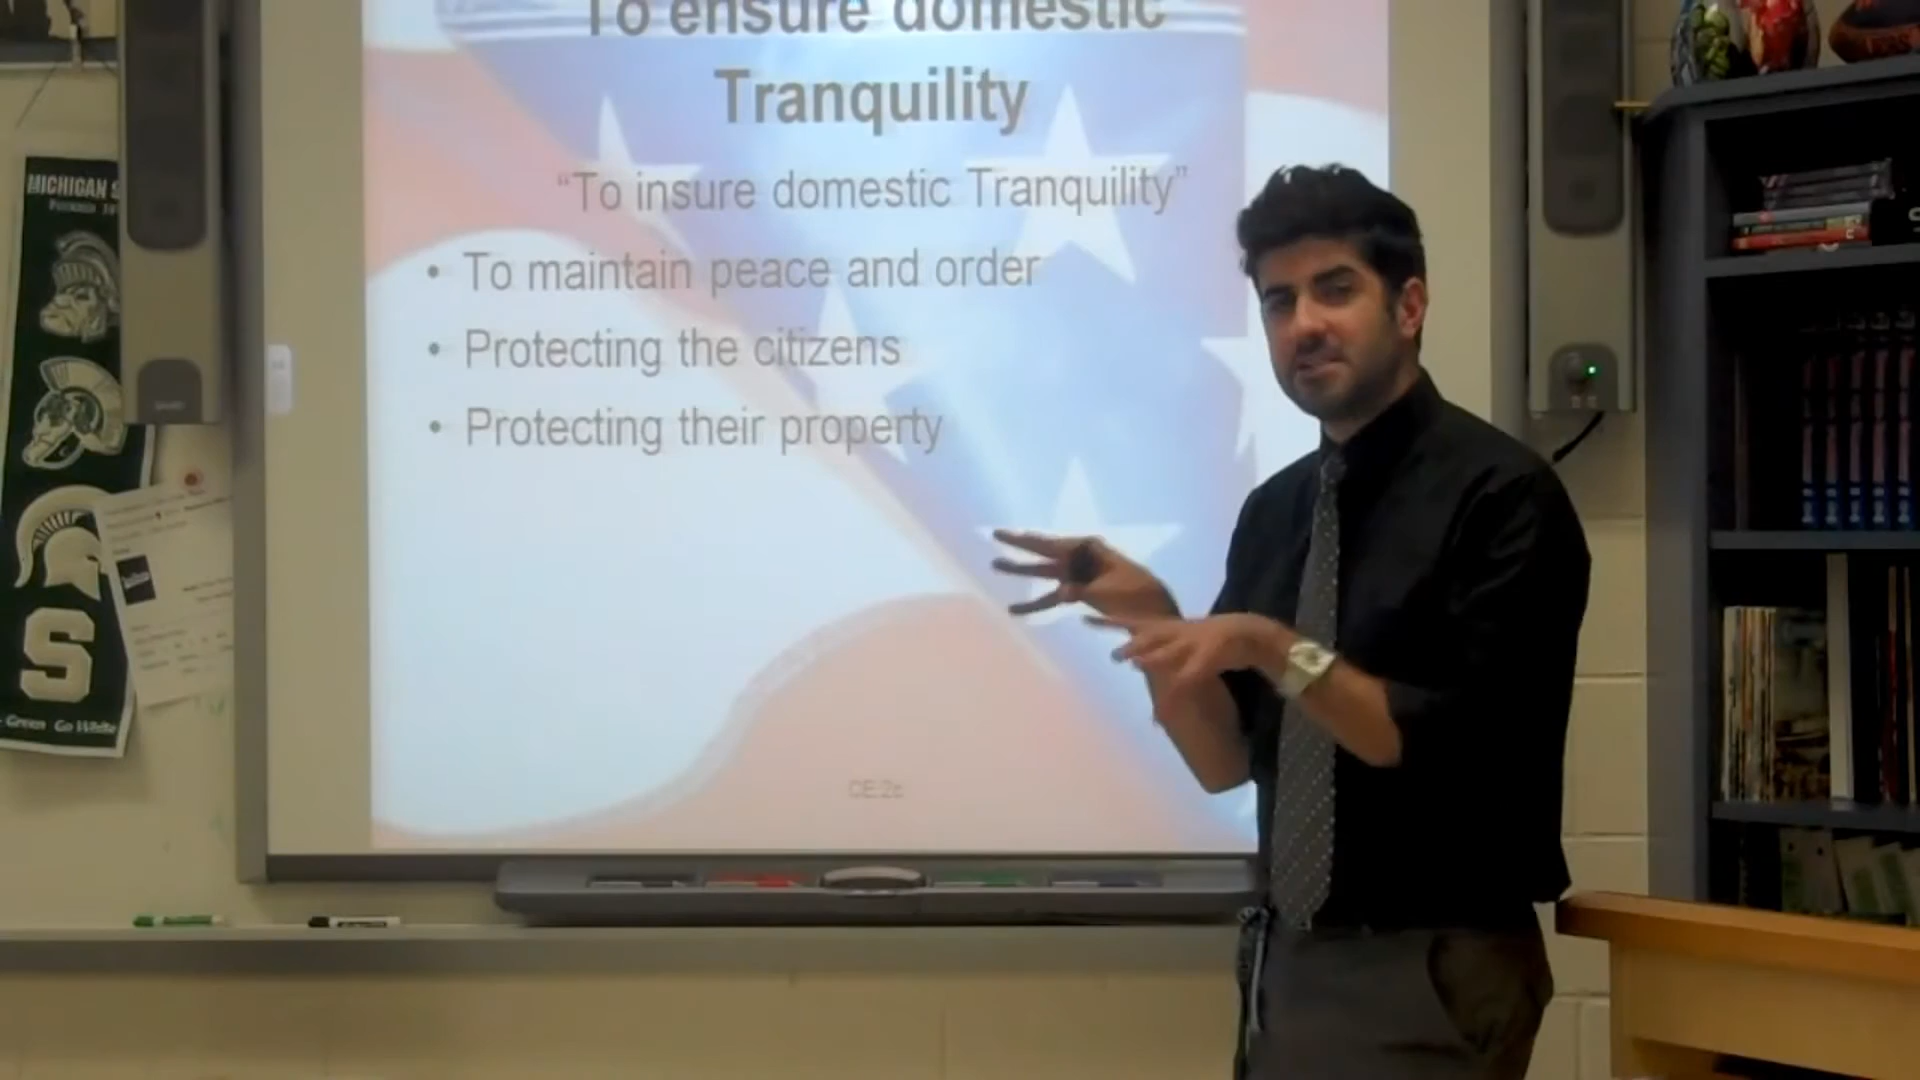 To ensure domestic
Tranquility
“To insure domestic Tranquility”
• To maintain peace and order
• Protecting the citizens
• Protecting their property
CE.2c
MICHIGAN S
S
Green Go White